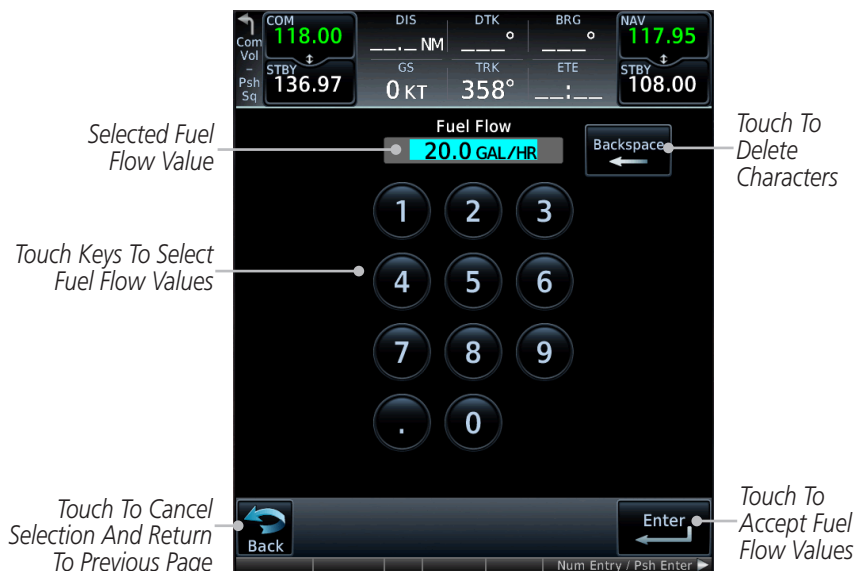 COM
118.00
Com
Vol
–
Psh
Sq
STBY
136.97
DIS
__._ NM
DTK
___°
BRG
___°
GS
0 KT
TRK
358°
ETE
__:__
NAV
117.95
STBY
108.00
Fuel Flow
20.0 GAL/HR
Backspace
Selected Fuel
Flow Value
Touch To
Delete
Characters
1 2 3
Touch Keys To Select
Fuel Flow Values
4 5 6
7 8 9
. 0
Touch To Cancel
Selection And Return
To Previous Page
Back
Enter
Touch To
Accept Fuel
Flow Values
Num Entry / Psh Enter